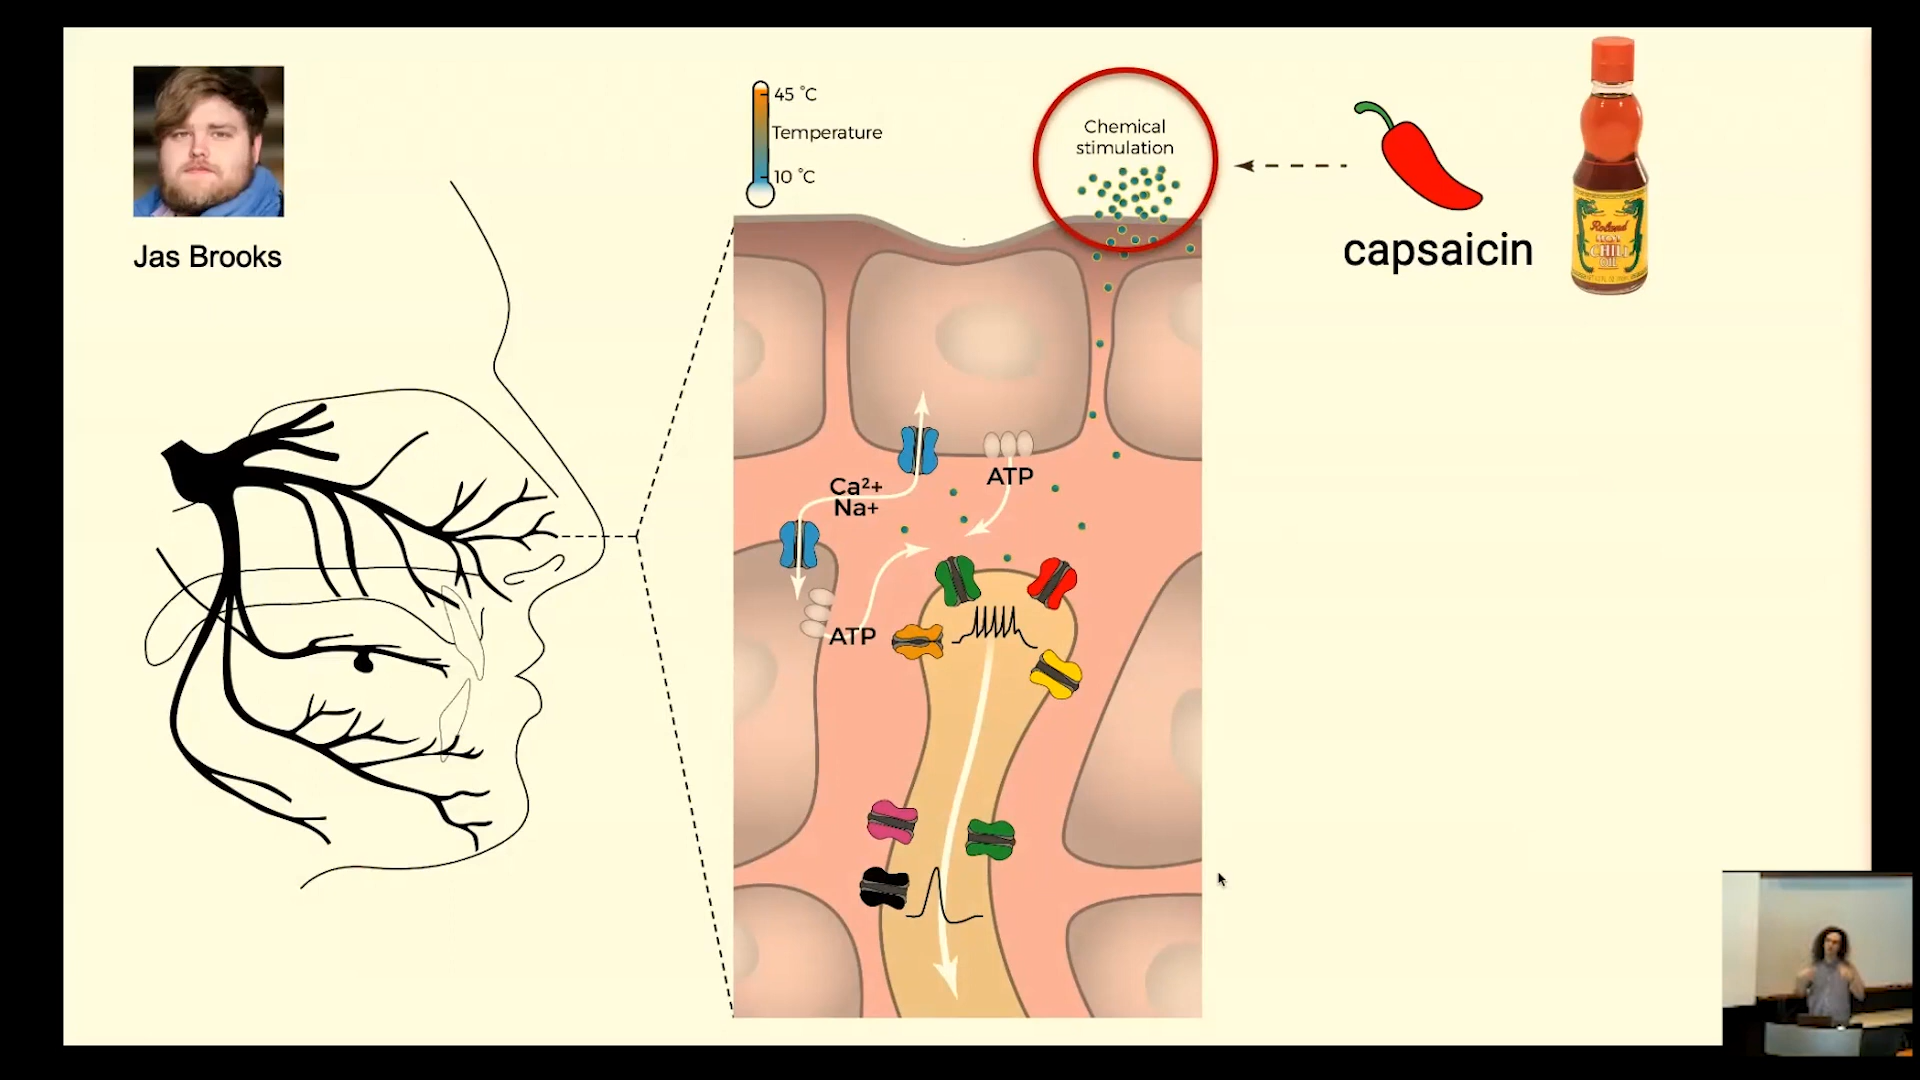 Jas Brooks
45 °C
Temperature
10 °C
Chemical
stimulation
capsaicin
Roland
CHILI
OIL
Ca²+
Na+
ATP
ATP